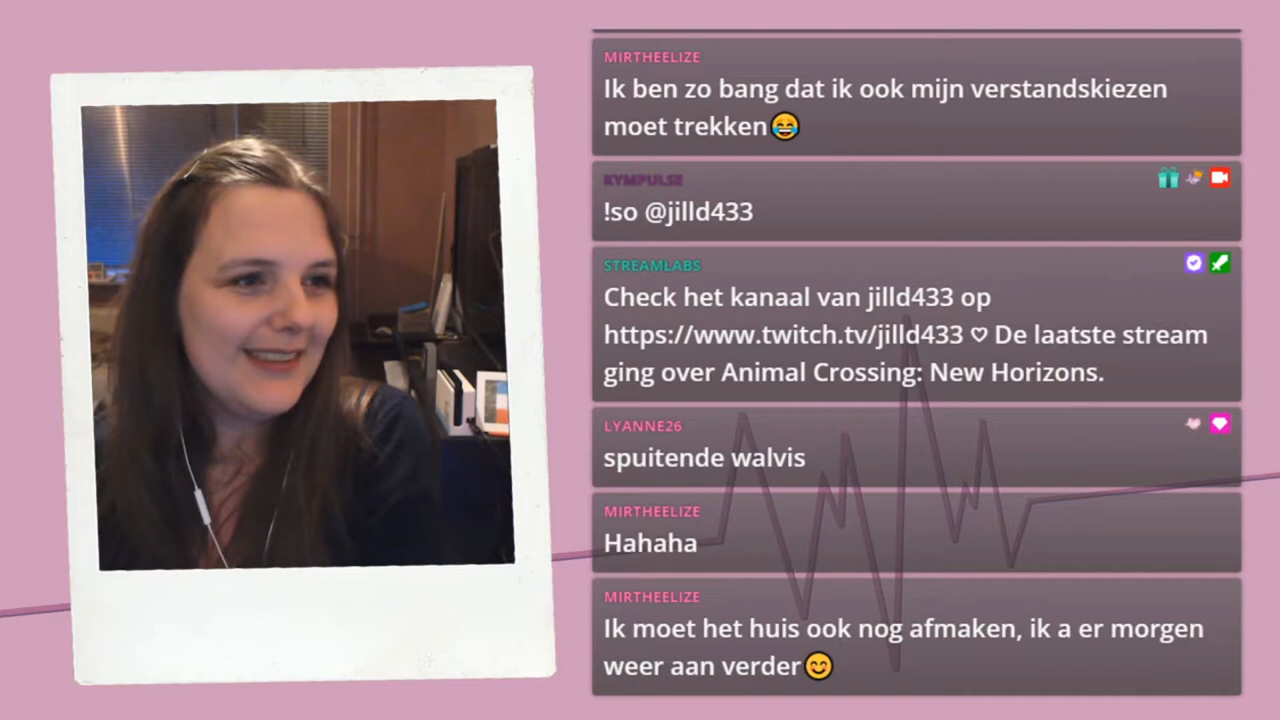 MIRTHEELIZE
Ik ben zo bang dat ik ook mijn verstandskiezen
moet trekken😂
KYMPULSE
!so @jilld433
STREAMLABS
Check het kanaal van jilld433 op
https://www.twitch.tv/jilld433 ♡ De laatste stream
ging over Animal Crossing: New Horizons.
LYANNE26
spuitende walvis
MIRTHEELIZE
Hahaha
MIRTHEELIZE
Ik moet het huis ook nog afmaken, ik a er morgen
weer aan verder😊